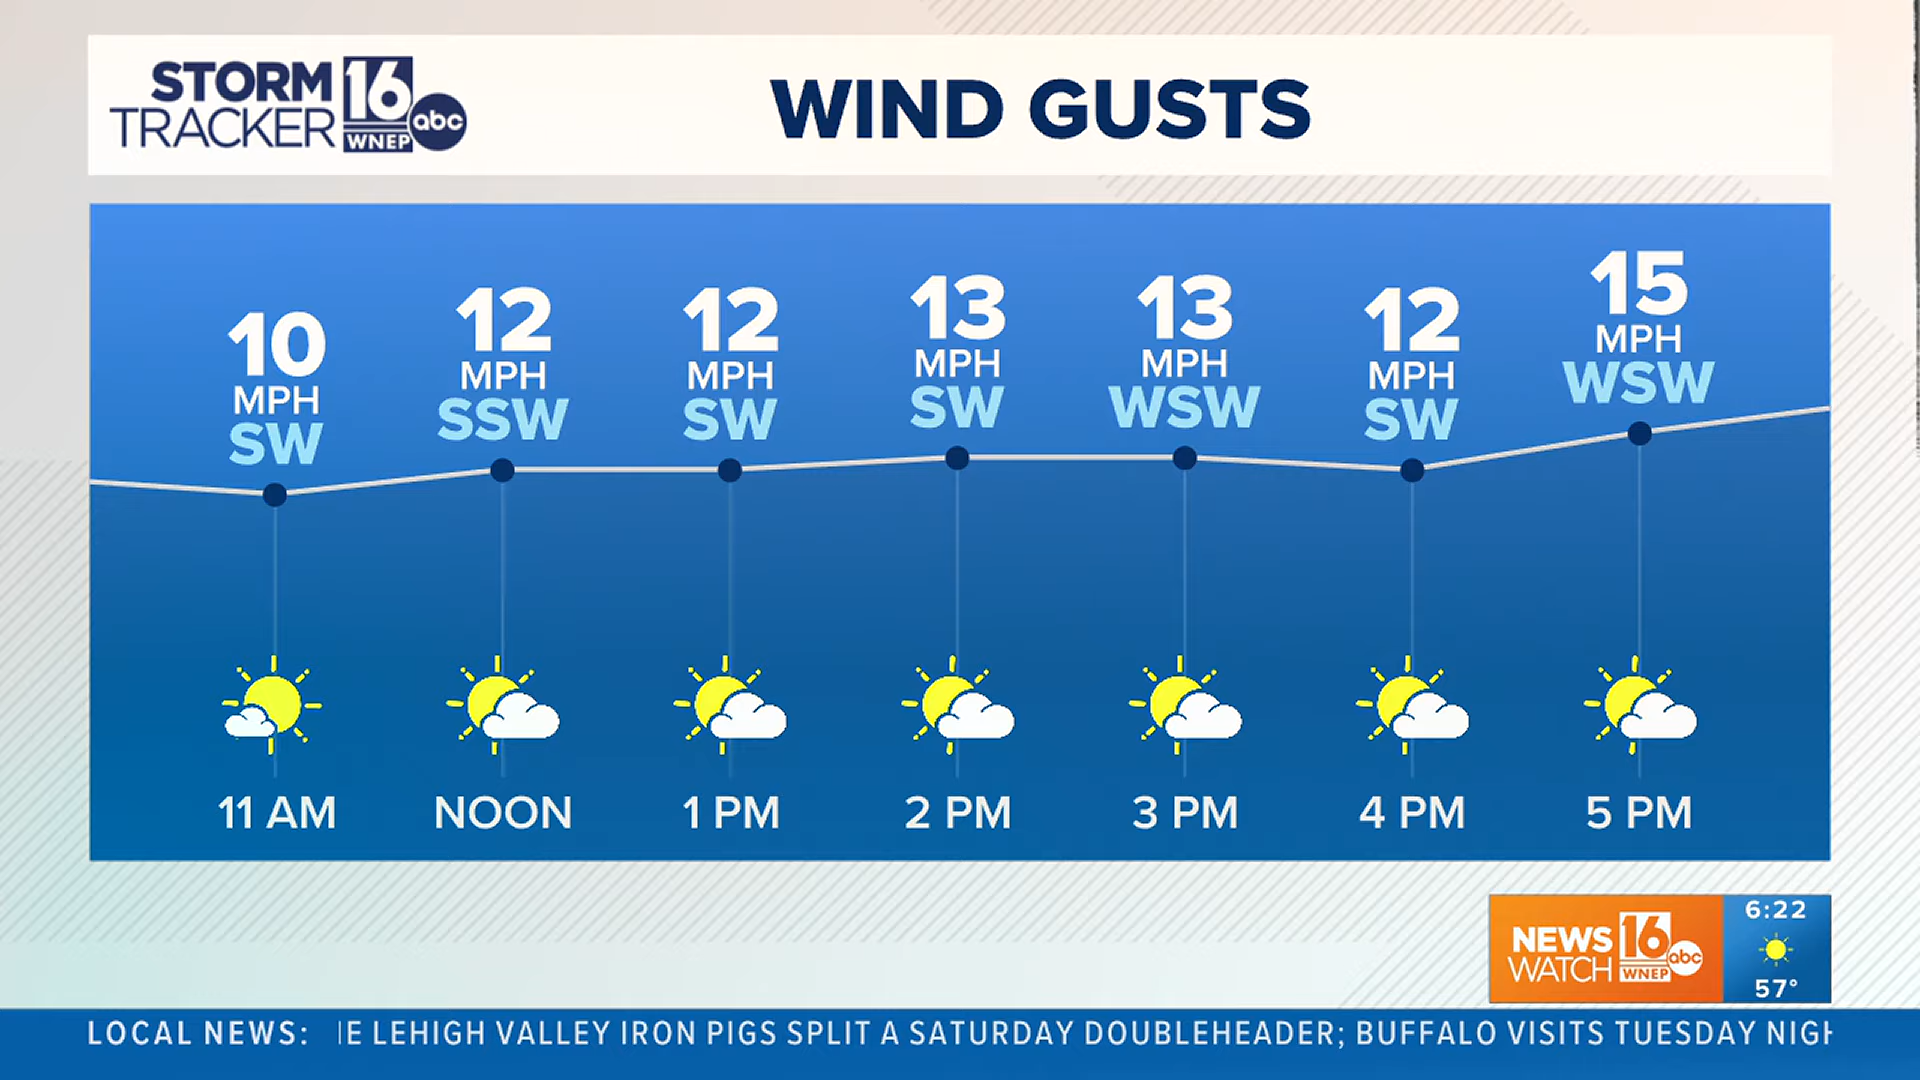 STORM
TRACKER
16
WNEP
abc
WIND GUSTS
10
MPH
SW
12
MPH
SSW
12
MPH
SW
13
MPH
SW
13
MPH
WSW
12
MPH
SW
15
MPH
WSW
11 AM
NOON
1 PM
2 PM
3 PM
4 PM
5 PM
NEWS
WATCH
16
WNEP
abc
6:22
57°
LOCAL NEWS: LEHIGH VALLEY IRON PIGS SPLIT A SATURDAY DOUBLEHEADER; BUFFALO VISITS TUESDAY